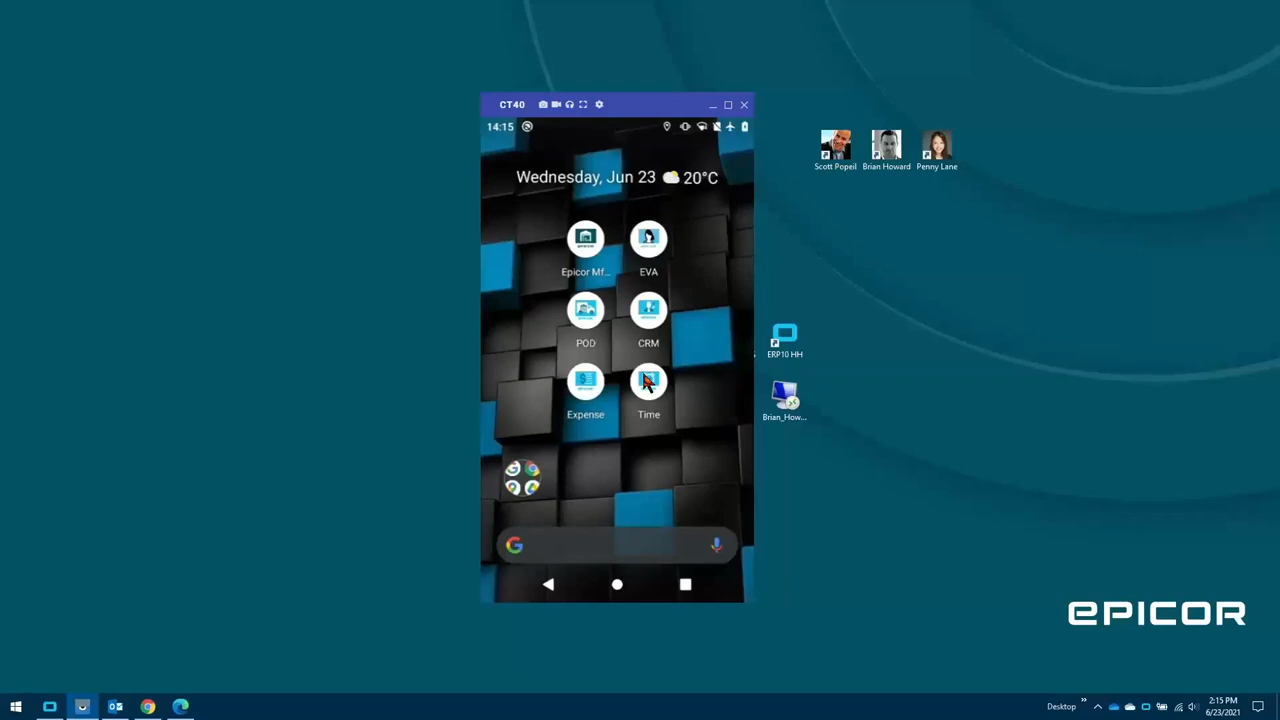 CT40
14:15
Wednesday, Jun 23 20°C
Epicor Mf...
EVA
POD
CRM
Expense
Time
Scott Popeil
Brian Howard
Penny Lane
ERP10 HH
Brian_How...
EPICOR
Desktop
2:15 PM
6/23/2021